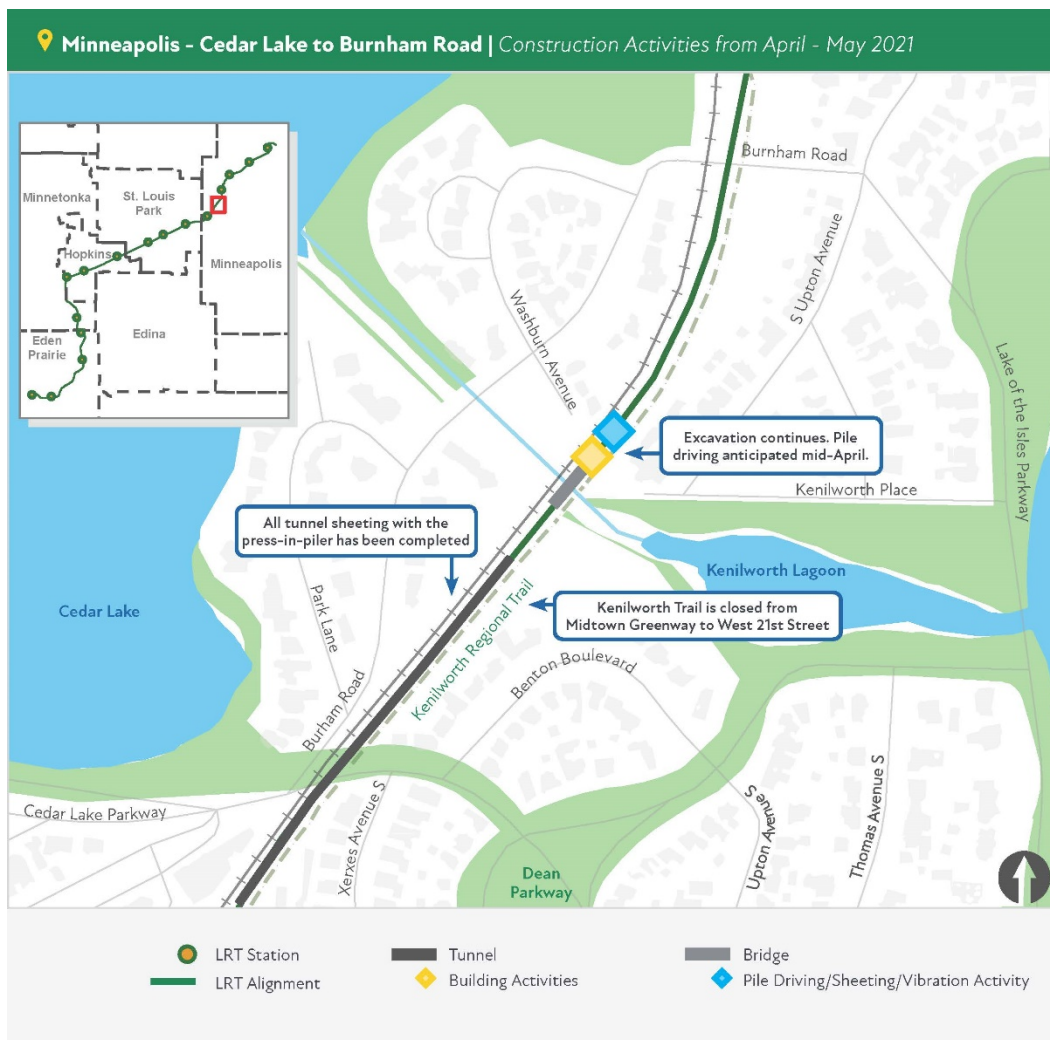 Minneapolis - Cedar Lake to Burnham Road | Construction Activities from April - May 2021
Minnetonka
St. Louis
Park
Hopkins
Minneapolis
Edina
Eden
Prairie
Burnham Road
S Upton Avenue
Washburn Avenue
Lake of the Isles Parkway
Excavation continues. Pile
driving anticipated mid-April.
Kenilworth Place
All tunnel sheeting with the
press-in-piler has been completed
Kenilworth Lagoon
Cedar Lake
Park Lane
Kenilworth Regional Trail
Kenilworth Trail is closed from
Midtown Greenway to West 21st Street
Benton Boulevard
Burham Road
Cedar Lake Parkway
Xerxes Avenue S
Upton Avenue S
Thomas Avenue S
Dean
Parkway
LRT Station
Tunnel
Bridge
LRT Alignment
Building Activities
Pile Driving/Sheeting/Vibration Activity